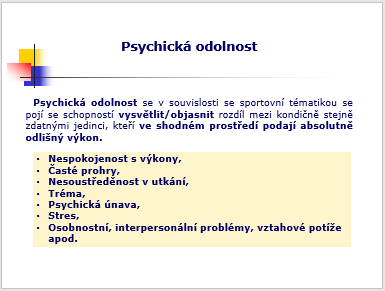 Psychická odolnost
Psychická odolnost se v souvislosti se sportovní tématikou se
pojí se schopností vysvětlit/objasnit rozdíl mezi kondičně stejně
zdatnými jedinci, kteří ve shodném prostředí podají absolutně
odlišný výkon.
• Nespokojenost s výkony,
• Časté prohry,
• Nesoustředěnost v utkání,
• Tréma,
• Psychická únava,
• Stres,
• Osobnostní, interpersonální problémy, vztahové potíže
apod.